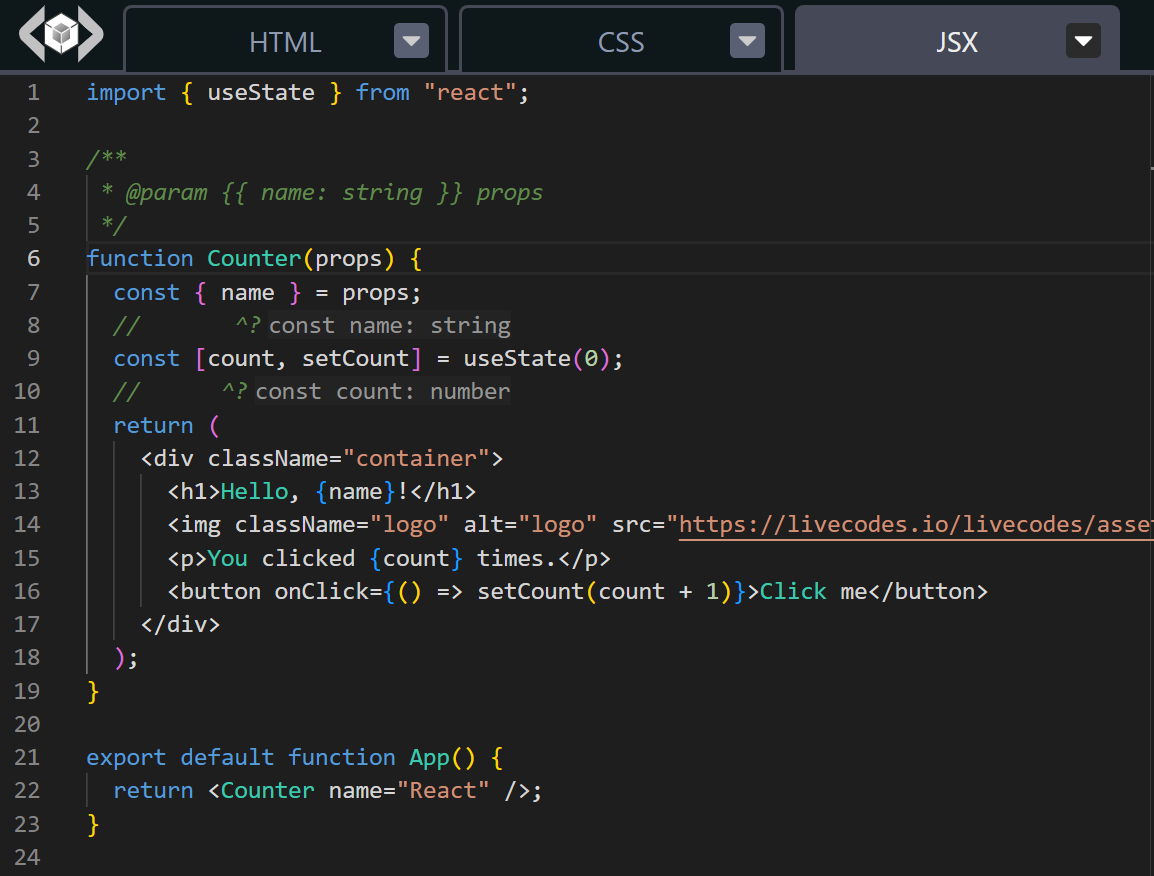 HTML
CSS
JSX
1 import { useState } from "react";
2
3 /**
4 * @param {{ name: string }} props
5 */
6 function Counter(props) {
7 const { name } = props;
8 // ^? const name: string
9 const [count, setCount] = useState(0);
10 // ^? const count: number
11 return (
12 <div className="container">
13 <h1>Hello, {name}!</h1>
14 <img className="logo" alt="logo" src="https://livecodes.io/livecodes/asse
15 <p>You clicked {count} times.</p>
16 <button onClick={() => setCount(count + 1)}>Click me</button>
17 </div>
18 );
19 }
20
21 export default function App() {
22 return <Counter name="React" />;
23 }
24